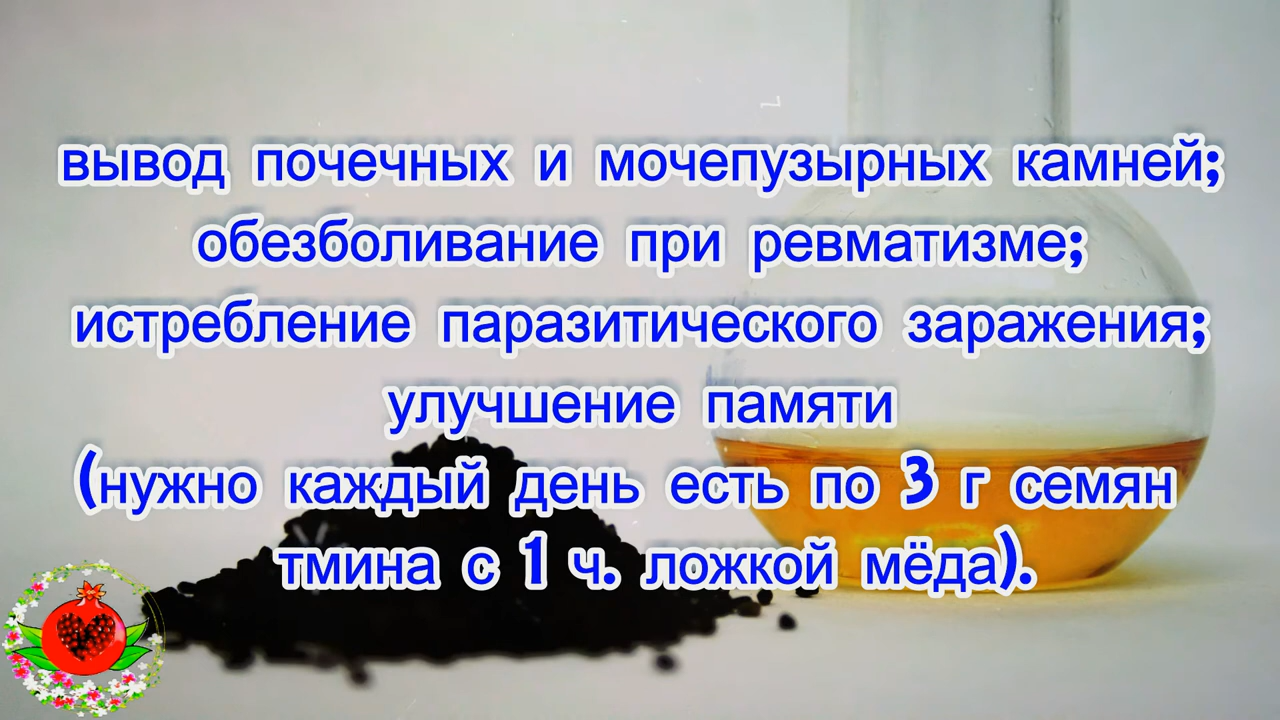 вывод почечных и мочепузырных камней;
обезболивание при ревматизме;
истребление паразитического заражения;
улучшение памяти
(нужно каждый день есть по 3 г семян
тмина с 1 ч. ложкой мёда).